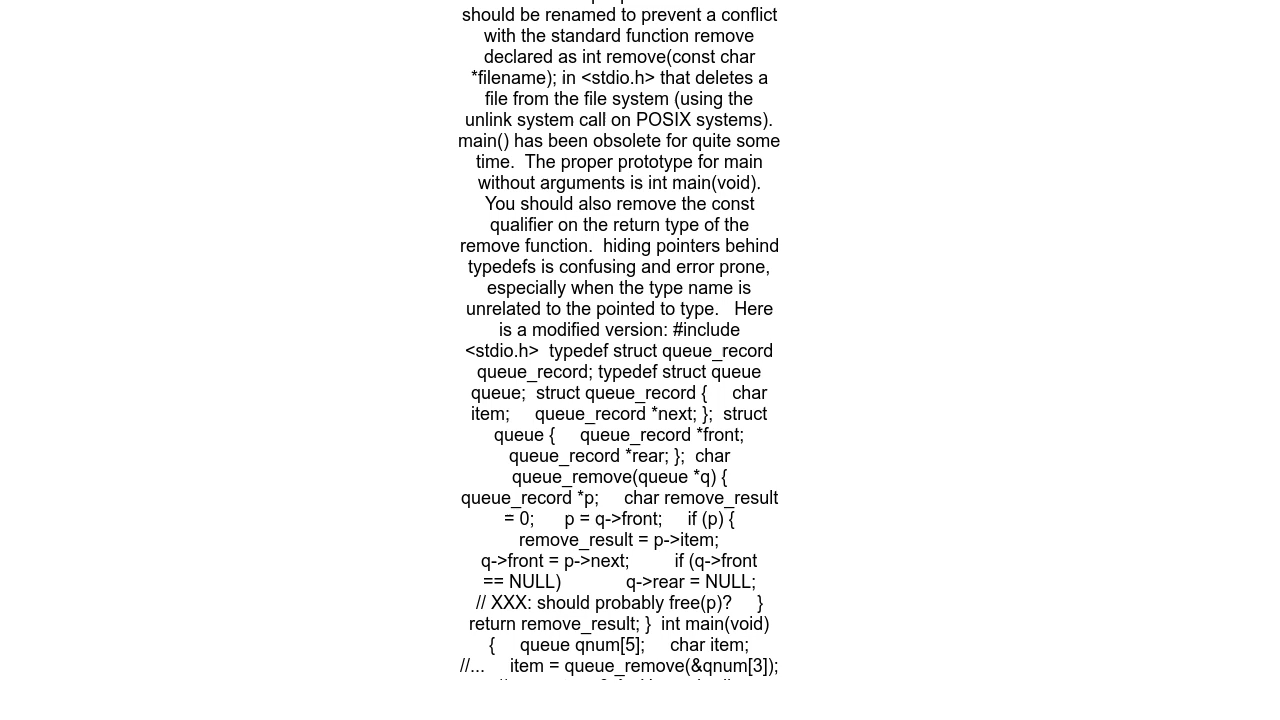 should be renamed to prevent a conflict
with the standard function remove
declared as int remove(const char
*filename); in <stdio.h> that deletes a
file from the file system (using the
unlink system call on POSIX systems).
main() has been obsolete for quite some
time.  The proper prototype for main
without arguments is int main(void).
You should also remove the const
qualifier on the return type of the
remove function.  hiding pointers behind
typedefs is confusing and error prone,
especially when the type name is
unrelated to the pointed to type.   Here
is a modified version: #include
<stdio.h>  typedef struct queue_record
queue_record; typedef struct queue
queue;  struct queue_record {     char
item;     queue_record *next; };  struct
queue {     queue_record *front;
queue_record *rear; };  char
queue_remove(queue *q) {
queue_record *p;     char remove_result
= 0;      p = q->front;     if (p) {
remove_result = p->item;
q->front = p->next;         if (q->front
== NULL)             q->rear = NULL;
// XXX: should probably free(p)?     }
return remove_result; }  int main(void)
{     queue qnum[5];     char item;
//...     item = queue_remove(&qnum[3]);